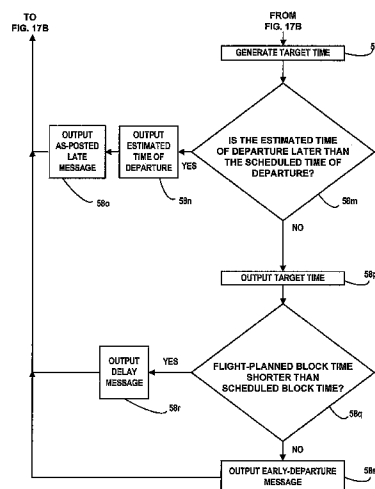 TO
FIG. 17B
FROM
FIG. 17B
GENERATE TARGET TIME
IS THE ESTIMATED TIME
OF DEPARTURE LATER THAN
THE SCHEDULED TIME OF
DEPARTURE?
58m
YES
OUTPUT
ESTIMATED
TIME OF
DEPARTURE
58n
OUTPUT
AS-POSTED
LATE
MESSAGE
58o
NO
OUTPUT TARGET TIME
58p
FLIGHT-PLANNED BLOCK TIME
SHORTER THAN
SCHEDULED BLOCK TIME?
58q
YES
OUTPUT
DELAY
MESSAGE
58r
NO
OUTPUT EARLY-DEPARTURE
MESSAGE